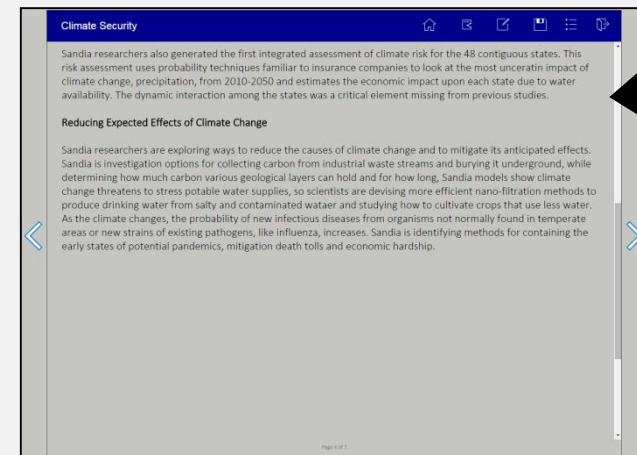 Climate Security
Sandia researchers also generated the first integrated assessment of climate risk for the 48 contiguous states. This
risk assessment uses probability techniques familiar to insurance companies to look at the most unceratin impact of
climate change, precipitation, from 2010-2050 and estimates the economic impact upon each state due to water
availability. The dynamic interaction among the states was a critical element missing from previous studies.
Reducing Expected Effects of Climate Change
Sandia researchers are exploring ways to reduce the causes of climate change and to mitigate its anticipated effects.
Sandia is investigation options for collecting carbon from industrial waste streams and burying it underground, while
determining how much carbon various geological layers can hold and for how long, Sandia models show climate
change threatens to stress potable water supplies, so scientists are devising more efficient nano-filtration methods to
produce drinking water from salty and contaminated wataer and studying how to cultivate crops that use less water.
As the climate changes, the probability of new infectious diseases from organisms not normally found in temperate
areas or new strains of existing pathogens, like influenza, increases. Sandia is identifying methods for containing the
early states of potential pandemics, mitigation death tolls and economic hardship.
Page 4 of 7